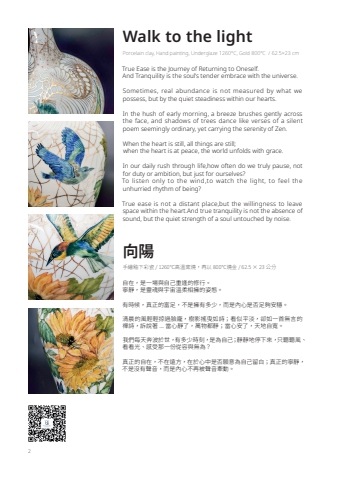 Walk to the light
Porcelain clay, hand painting, Underglaze 1260°C, Gold 800°C / 62.5×23 cm
True Ease is the Journey of Returning to Oneself.
And Tranquility is the soul's tender embrace with the universe.
Sometimes, real abundance is not measured by what we
possess, but by the quiet steadiness within our hearts.
In the hush of early morning, a breeze brushes gently across
the face, and shadows of trees dance like verses of a silent
poem seemingly ordinary, yet carrying the serenity of Zen.
When the heart is still, all things are still;
when the heart is at peace, the world unfolds with grace.
In our daily rush through life,how often do we truly pause, not
for duty or ambition, but just for ourselves?
To listen only to the wind,to watch the light, to feel the
unhurried rhythm of being?
True ease is not a distant place,but the willingness to leave
space within the heart.And true tranquility is not the absence of
sound, but the quiet strength of a soul untouched by noise.
向陽
手繪釉下彩瓷 / 1260°C高溫素燒，再以 800°C燒金 / 62.5 × 23 公分
自在，是一場與自己重逢的修行。
寧靜，是靈魂與宇宙溫柔相擁的姿態。
有時候，真正的富足，不是擁有多少，而是內心是否足夠安穩。
清晨的風輕輕掠過臉龐，樹影搖曳如詩；看似平淡，卻如一首無言的
禪詩，訴說著
當心靜了，萬物都靜；當心安了，天地自寬。
我們每天奔波於世，有多少時刻，是為自己靜靜地停下來，只聽聽風、
看看光、感受那一份從容與無為？
真正的自在，不在遠方，在於心中是否願意為自己留白；真正的寧靜，
不是沒有聲音，而是內心不再被聲音牽動。
2